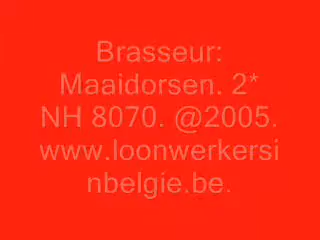 Brasseur:
Maaidorsen. 2*
NH 8070. @2005.
www.loonwerkersi
nbelgie.be.